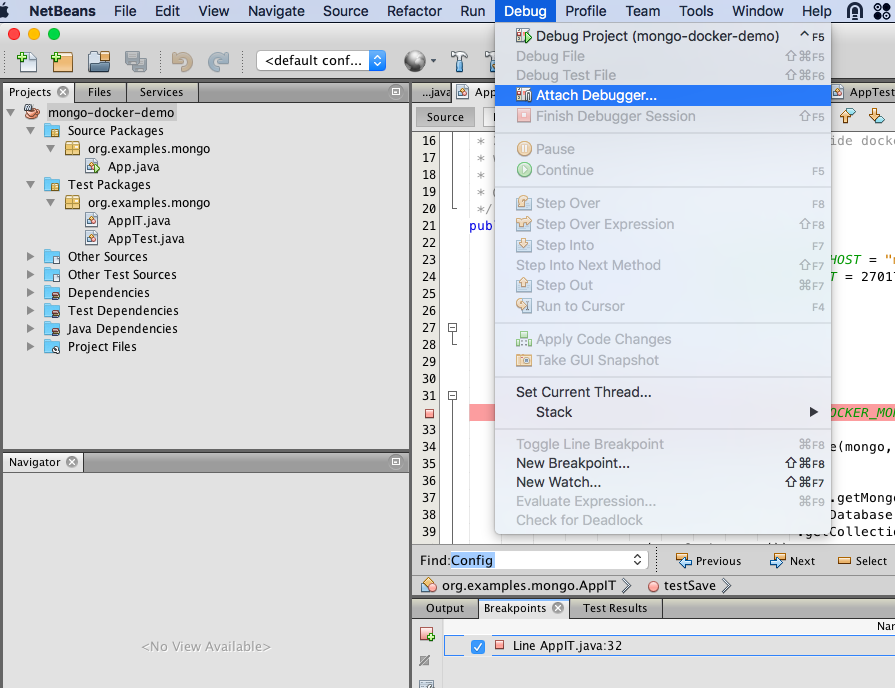 NetBeans File Edit View Navigate Source Refactor Run Debug Profile Team Tools Window Help
<default conf...
Debug Project (mongo-docker-demo) ^F5
Debug File ⇧⌘F5
Debug Test File ⇧⌘F6
Attach Debugger...
Finish Debugger Session ⇧F5
Pause
Continue F5
Step Over F8
Step Over Expression ⇧F8
Step Into F7
Step Into Next Method ⇧F7
Step Out ⌘F7
Run to Cursor F4
Apply Code Changes
Take GUI Snapshot
Set Current Thread...
Stack
Toggle Line Breakpoint ⌘F8
New Breakpoint... ⇧⌘F8
New Watch... ⇧⌘F7
Evaluate Expression... ⌘F9
Check for Deadlock
Projects Files Services
mongo-docker-demo
Source Packages
org.examples.mongo
App.java
Test Packages
org.examples.mongo
AppIT.java
AppTest.java
Other Sources
Other Test Sources
Dependencies
Test Dependencies
Java Dependencies
Project Files
Navigator
<No View Available>
...java App AppTest
Source
16 * ide docke
17 *
18 *
19 *
20 */
21 pub
22
23 HOST = "m
24 T = 27017
25
26
27
28
29
30
31
OCKER_MON
33
34 e(mongo,
35
36
37 .getMongo
38 Database
39 .getCollectio
Find: Config Previous Next Select
org.examples.mongo.AppIT testSave
Output Breakpoints Test Results
Nam
Line AppIT.java:32